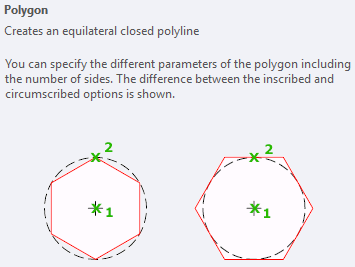 Polygon
Creates an equilateral closed polyline
You can specify the different parameters of the polygon including
the number of sides. The difference between the inscribed and
circumscribed options is shown.
2
2
1
1